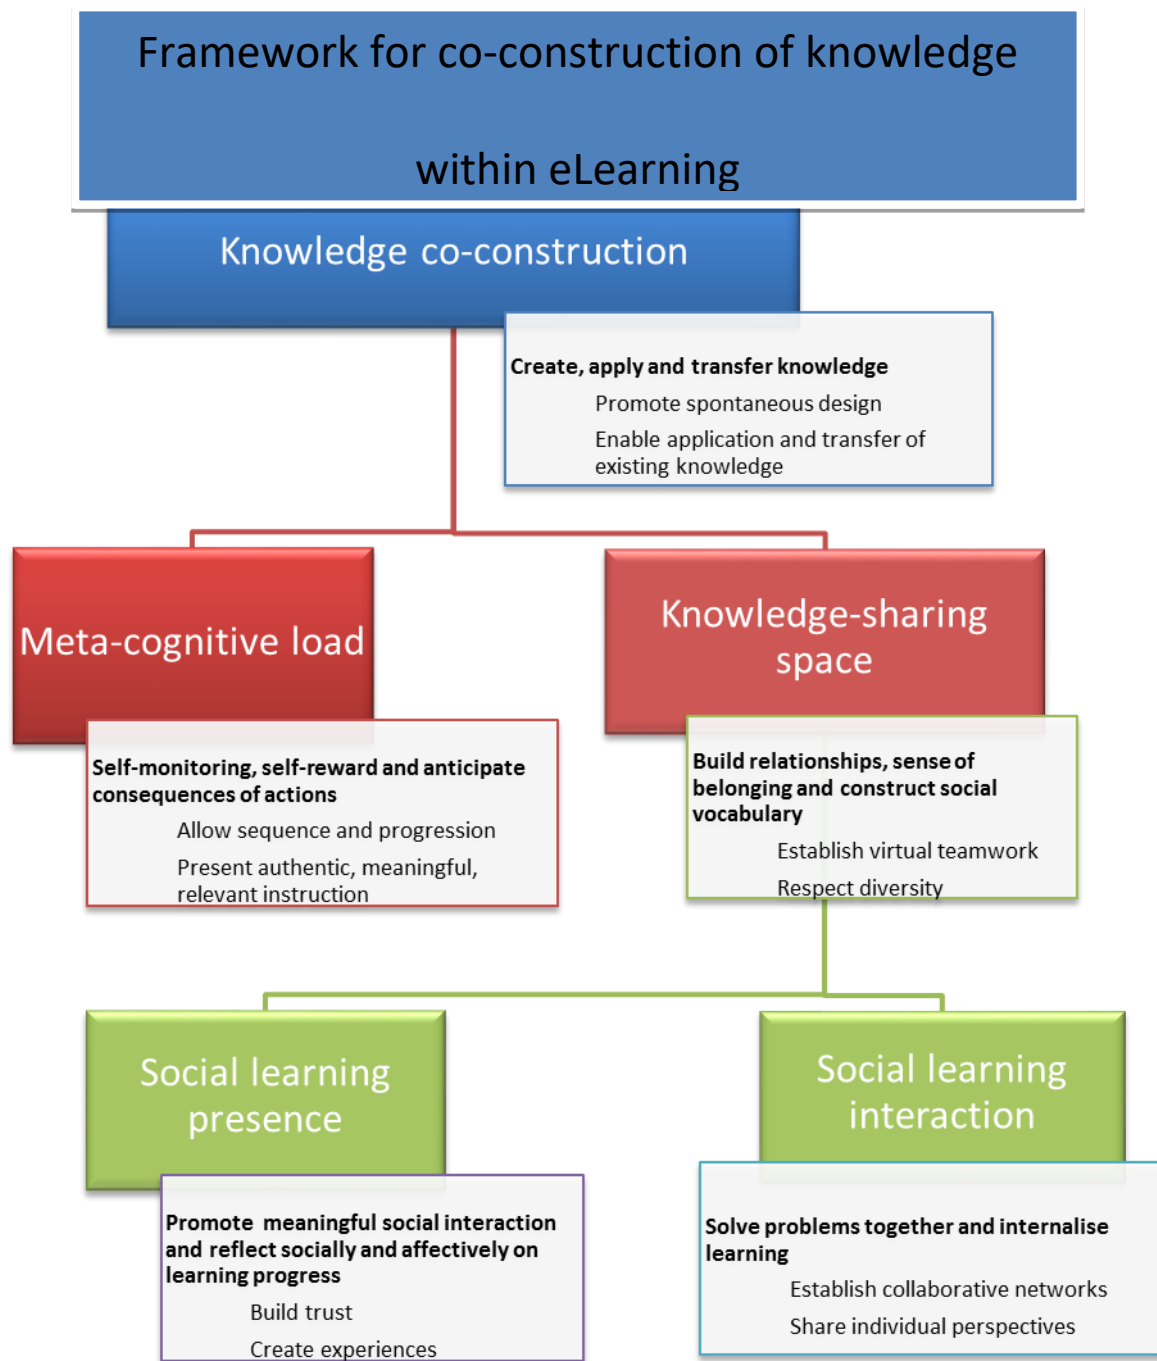 Framework for co-construction of knowledge
within eLearning
Knowledge co-construction
Create, apply and transfer knowledge
Promote spontaneous design
Enable application and transfer of
existing knowledge
Meta-cognitive load
Self-monitoring, self-reward and anticipate
consequences of actions
Allow sequence and progression
Present authentic, meaningful,
relevant instruction
Knowledge-sharing
space
Build relationships, sense of
belonging and construct social
vocabulary
Establish virtual teamwork
Respect diversity
Social learning
presence
Promote meaningful social interaction
and reflect socially and affectively on
learning progress
Build trust
Create experiences
Social learning
interaction
Solve problems together and internalise
learning
Establish collaborative networks
Share individual perspectives